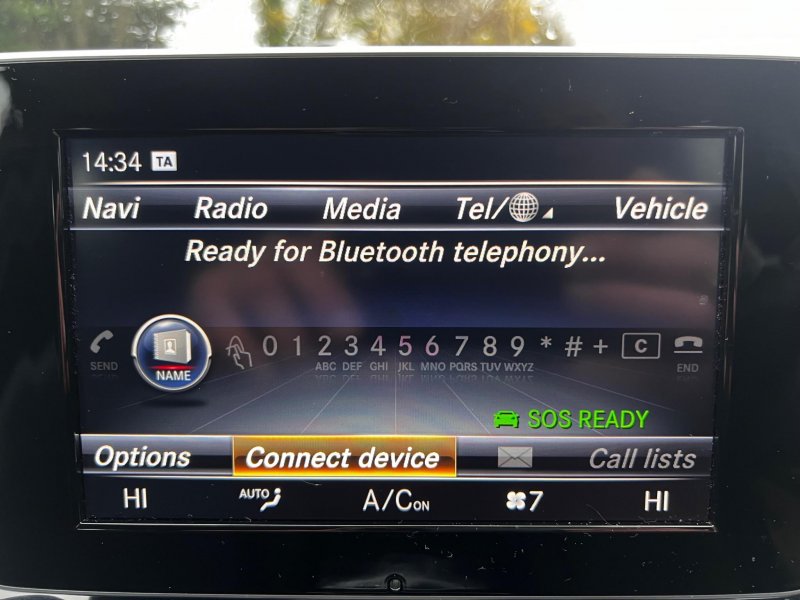 14:34 TA
Navi Radio Media Tel/ Vehicle
Ready for Bluetooth telephony...
SEND NAME 0 1 2 3 4 5 6 7 8 9 * # + C END
ABC DEF GHI JKL MNO PQRS TUV WXYZ
SOS READY
Options Connect device Call lists
HI AUTO A/C ON 7 HI